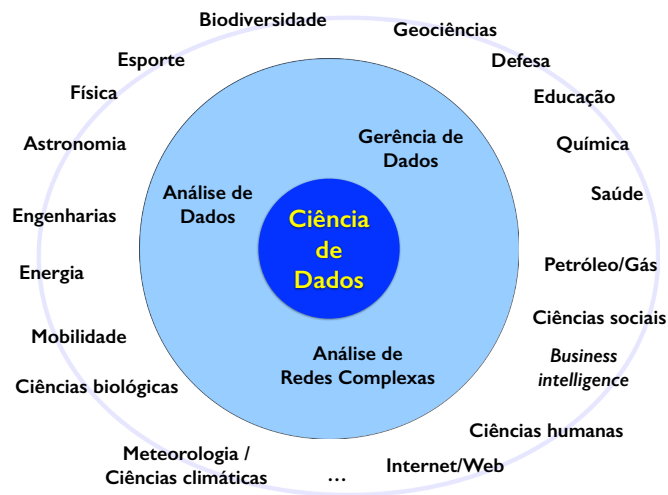 Biodiversidade
Geociências
Esporte
Defesa
Física
Educação
Astronomia
Gerência de
Dados
Química
Análise de
Dados
Saúde
Engenharias
Ciência
de
Dados
Energia
Petróleo/Gás
Mobilidade
Ciências sociais
Análise de
Redes Complexas
Business
intelligence
Ciências biológicas
Ciências humanas
Meteorologia /
Ciências climáticas
...
Internet/Web